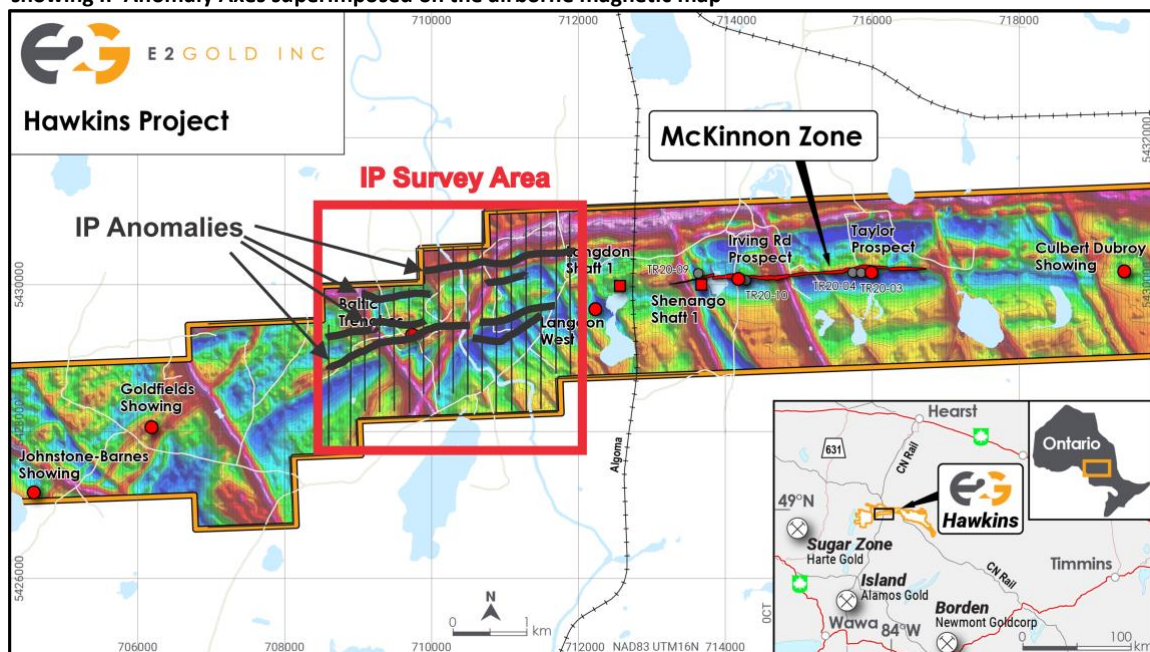 showing IP Anomaly Axes superimposed on the airborne magnetic map
710000
712000
714000
716000
718000
E2G
E2GOLD INC
Hawkins Project
5432000
5432000
McKinnon Zone
IP Survey Area
IP Anomalies
Langdon
Shaft 1
TR20-09
Irving Rd
Prospect
Taylor
Prospect
Culbert Dubroy
Showing
5430000
5430000
TR20-10
TR20-04
TR20-03
Shenango
Shaft 1
Baltic
Trenches
Langdon
West
Goldfields
Showing
5428000
Johnstone-Barnes
Showing
Algoma
5426000
N
0 1
km
706000
708000
710000
712000
NAD83 UTM16N
OCT
Hearst
631
CN Rail
Ontario
E2G
Hawkins
49°N
Sugar Zone
Harte Gold
CN Rail
Timmins
Island
Alamos Gold
Borden
Newmont Goldcorp
Wawa
84°W
0 100
km